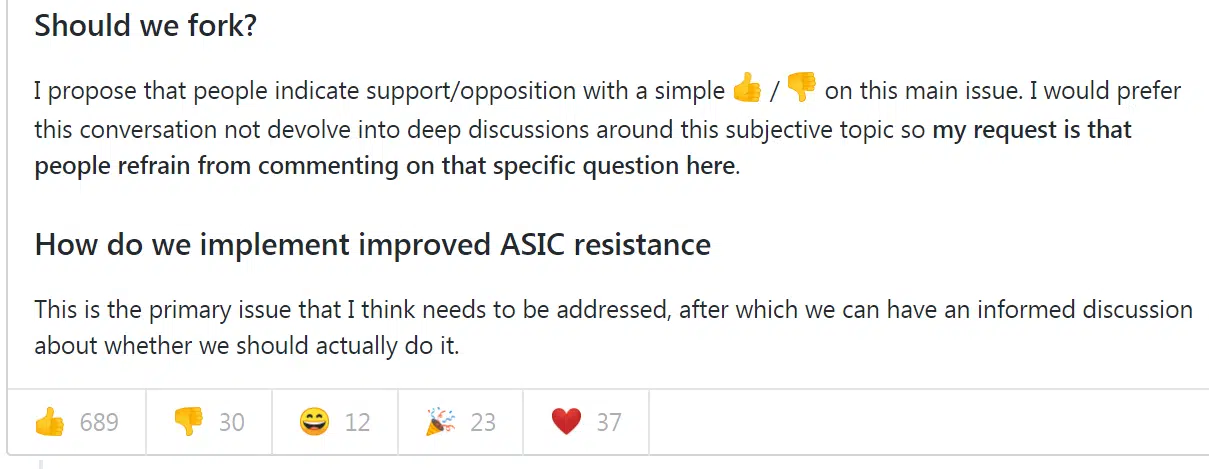 Should we fork?
I propose that people indicate support/opposition with a simple 👍 / 👎 on this main issue. I would prefer
this conversation not devolve into deep discussions around this subjective topic so my request is that
people refrain from commenting on that specific question here.
How do we implement improved ASIC resistance
This is the primary issue that I think needs to be addressed, after which we can have an informed discussion
about whether we should actually do it.
👍 689 👎 30 😄 12 🎉 23 ❤️ 37